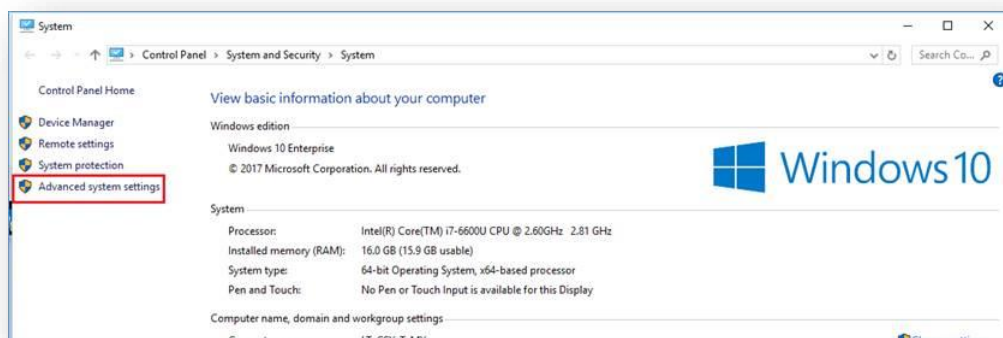 System
Control Panel > System and Security > System
Search Co...
Control Panel Home
Device Manager
Remote settings
System protection
Advanced system settings
View basic information about your computer
Windows edition
Windows 10 Enterprise
© 2017 Microsoft Corporation. All rights reserved.
Windows 10
System
Processor: Intel(R) Core(TM) i7-6600U CPU @ 2.60GHz 2.81 GHz
Installed memory (RAM): 16.0 GB (15.9 GB usable)
System type: 64-bit Operating System, x64-based processor
Pen and Touch: No Pen or Touch Input is available for this Display
Computer name, domain and workgroup settings